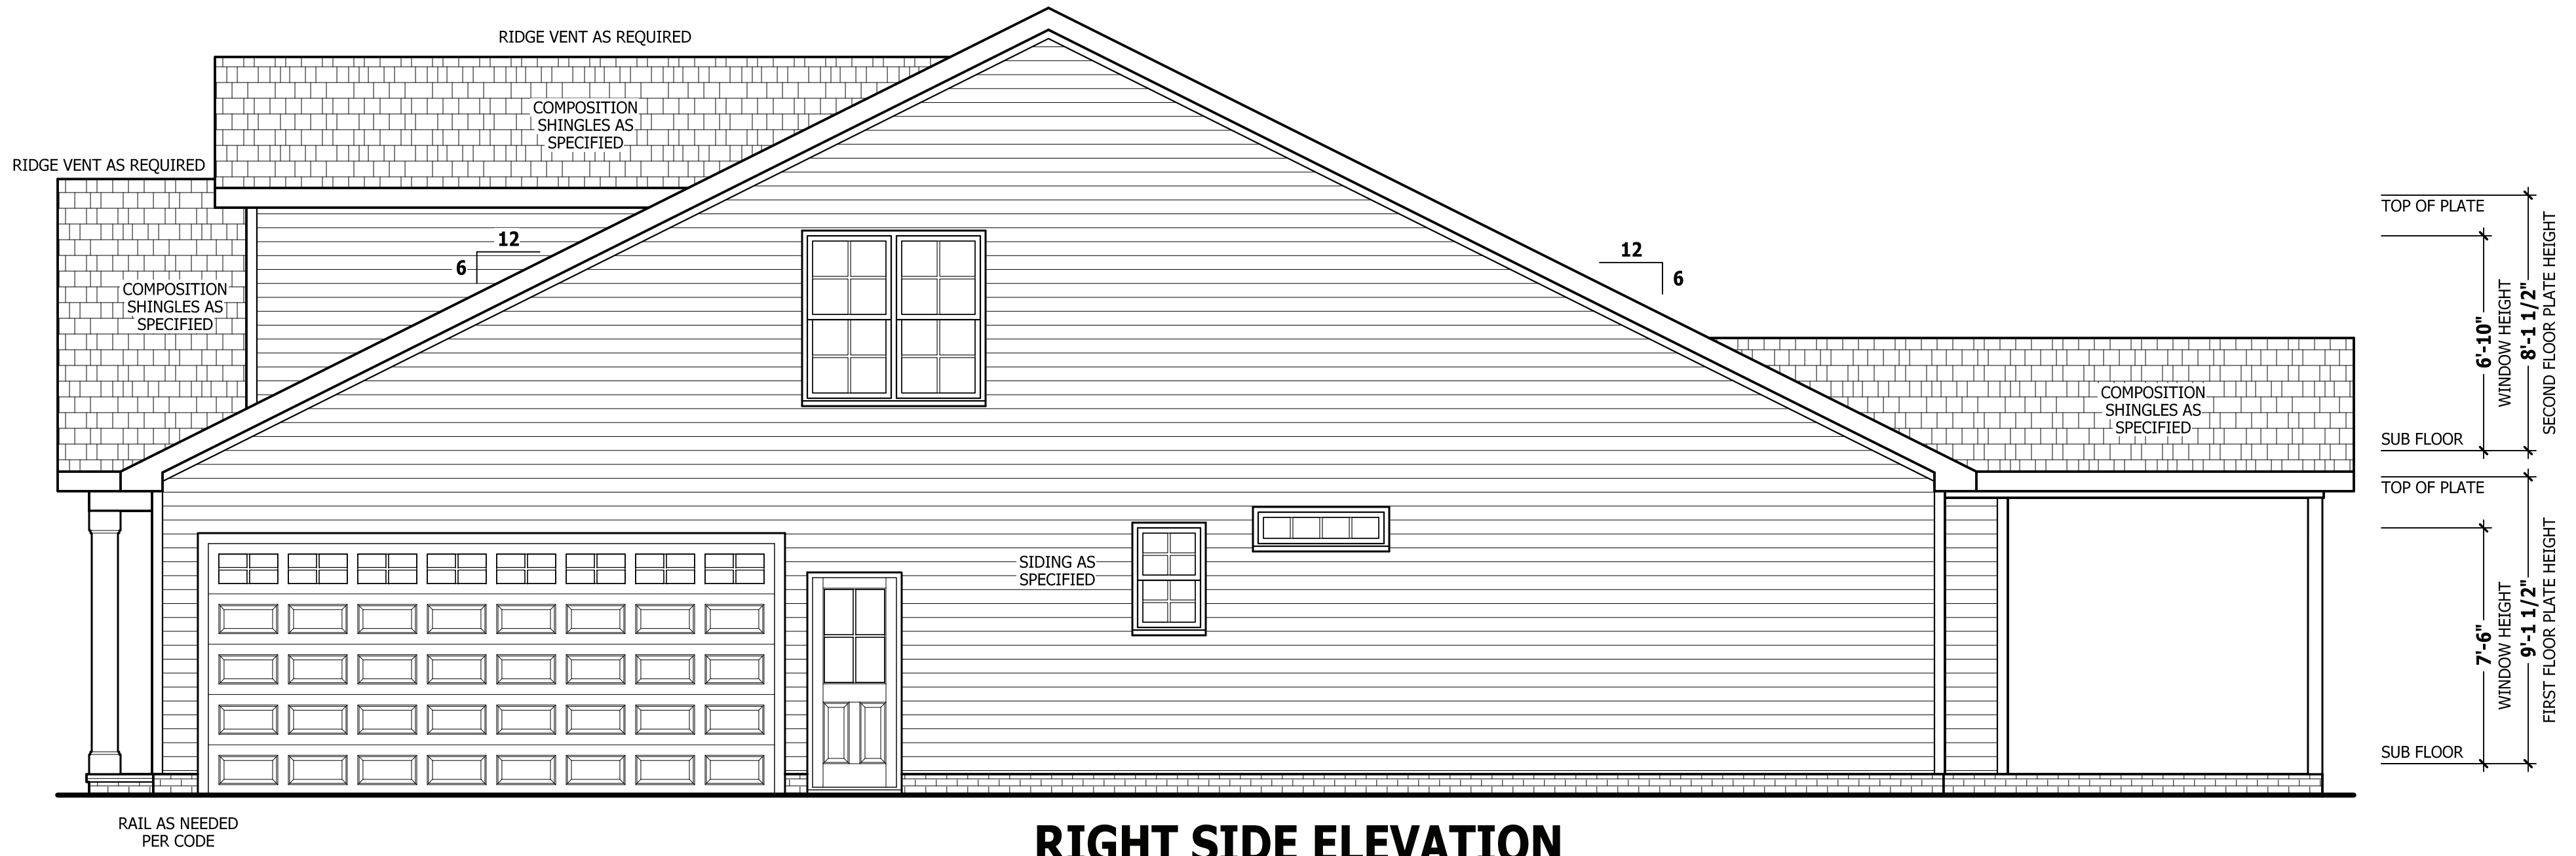 RIDGE VENT AS REQUIRED
COMPOSITION
SHINGLES AS
SPECIFIED
RIDGE VENT AS REQUIRED
COMPOSITION
SHINGLES AS
SPECIFIED
12
6
12
6
COMPOSITION
SHINGLES AS
SPECIFIED
SIDING AS
SPECIFIED
TOP OF PLATE
6'-10"
WINDOW HEIGHT
8'-1 1/2"
SECOND FLOOR PLATE HEIGHT
SUB FLOOR
TOP OF PLATE
7'-6"
WINDOW HEIGHT
9'-1 1/2"
FIRST FLOOR PLATE HEIGHT
SUB FLOOR
RAIL AS NEEDED
PER CODE
RIGHT SIDE ELEVATION